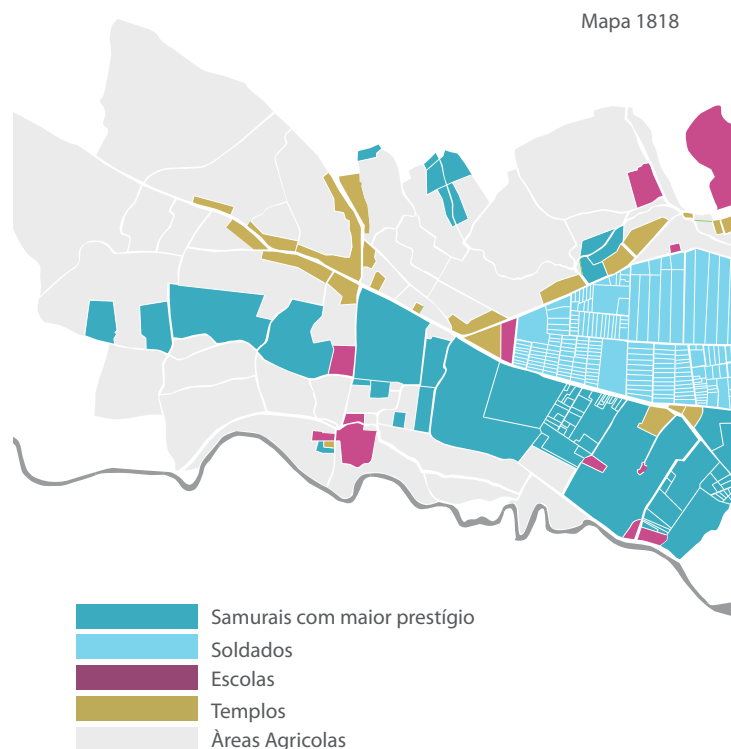 Mapa 1818
Samurais com maior prestígio
Soldados
Escolas
Templos
Àreas Agricolas